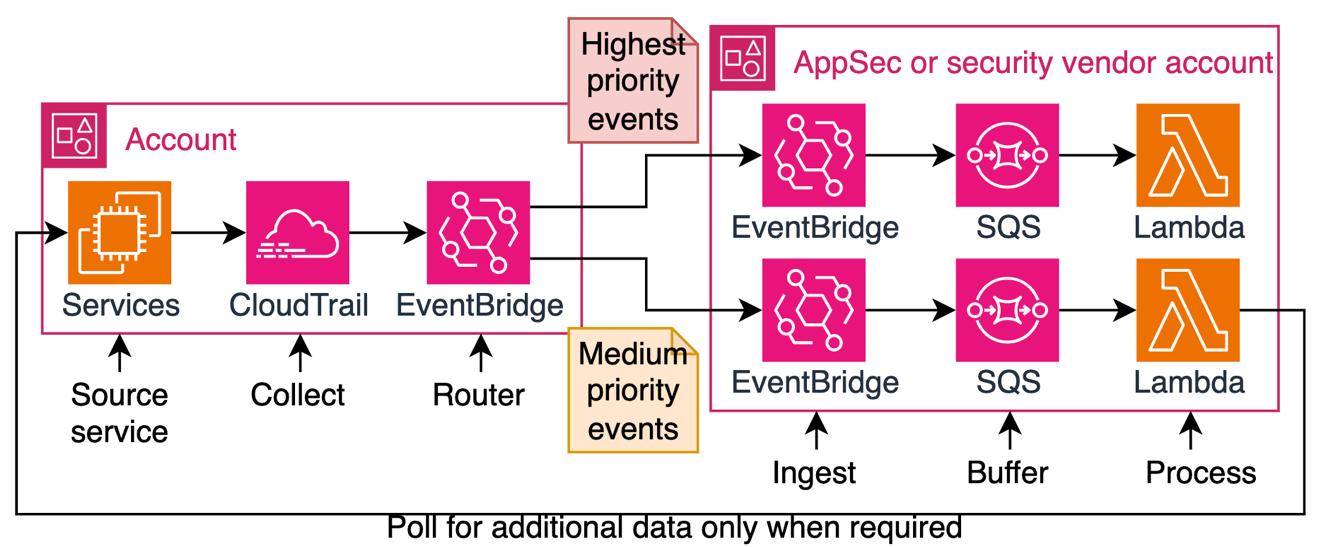 Highest
priority
events
AppSec or security vendor account
Account
EventBridge
SQS
Lambda
Services
CloudTrail
EventBridge
Medium
priority
events
EventBridge
SQS
Lambda
Source
service
Collect
Router
Ingest
Buffer
Process
Poll for additional data only when required